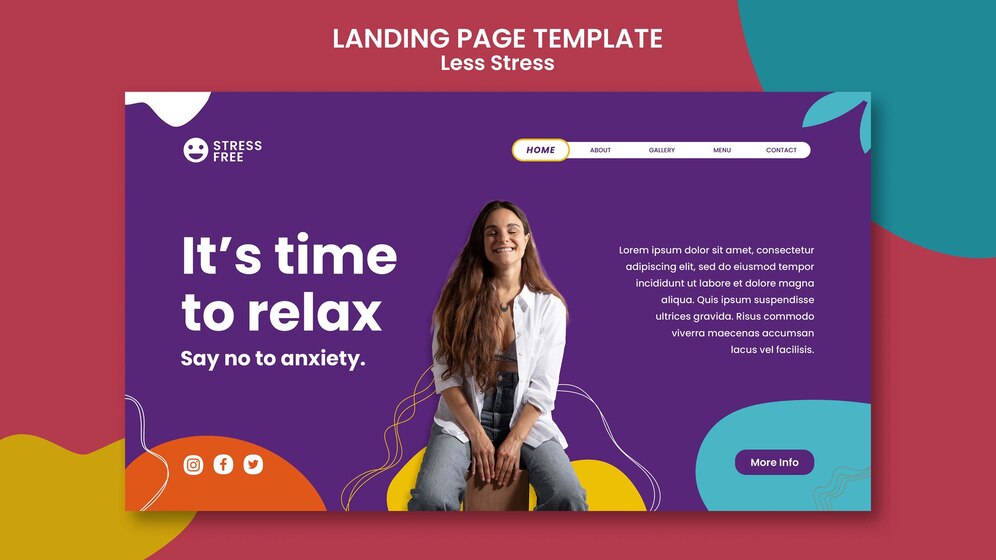 LANDING PAGE TEMPLATE
Less Stress
STRESS
FREE
HOME
ABOUT
GALLERY
MENU
CONTACT
It’s time
to relax
Say no to anxiety.
Lorem ipsum dolor sit amet, consectetur
adipiscing elit, sed do eiusmod tempor
incididunt ut labore et dolore magna
aliqua. Quis ipsum suspendisse
ultrices gravida. Risus commodo
viverra maecenas accumsan
lacus vel facilisis.
More Info